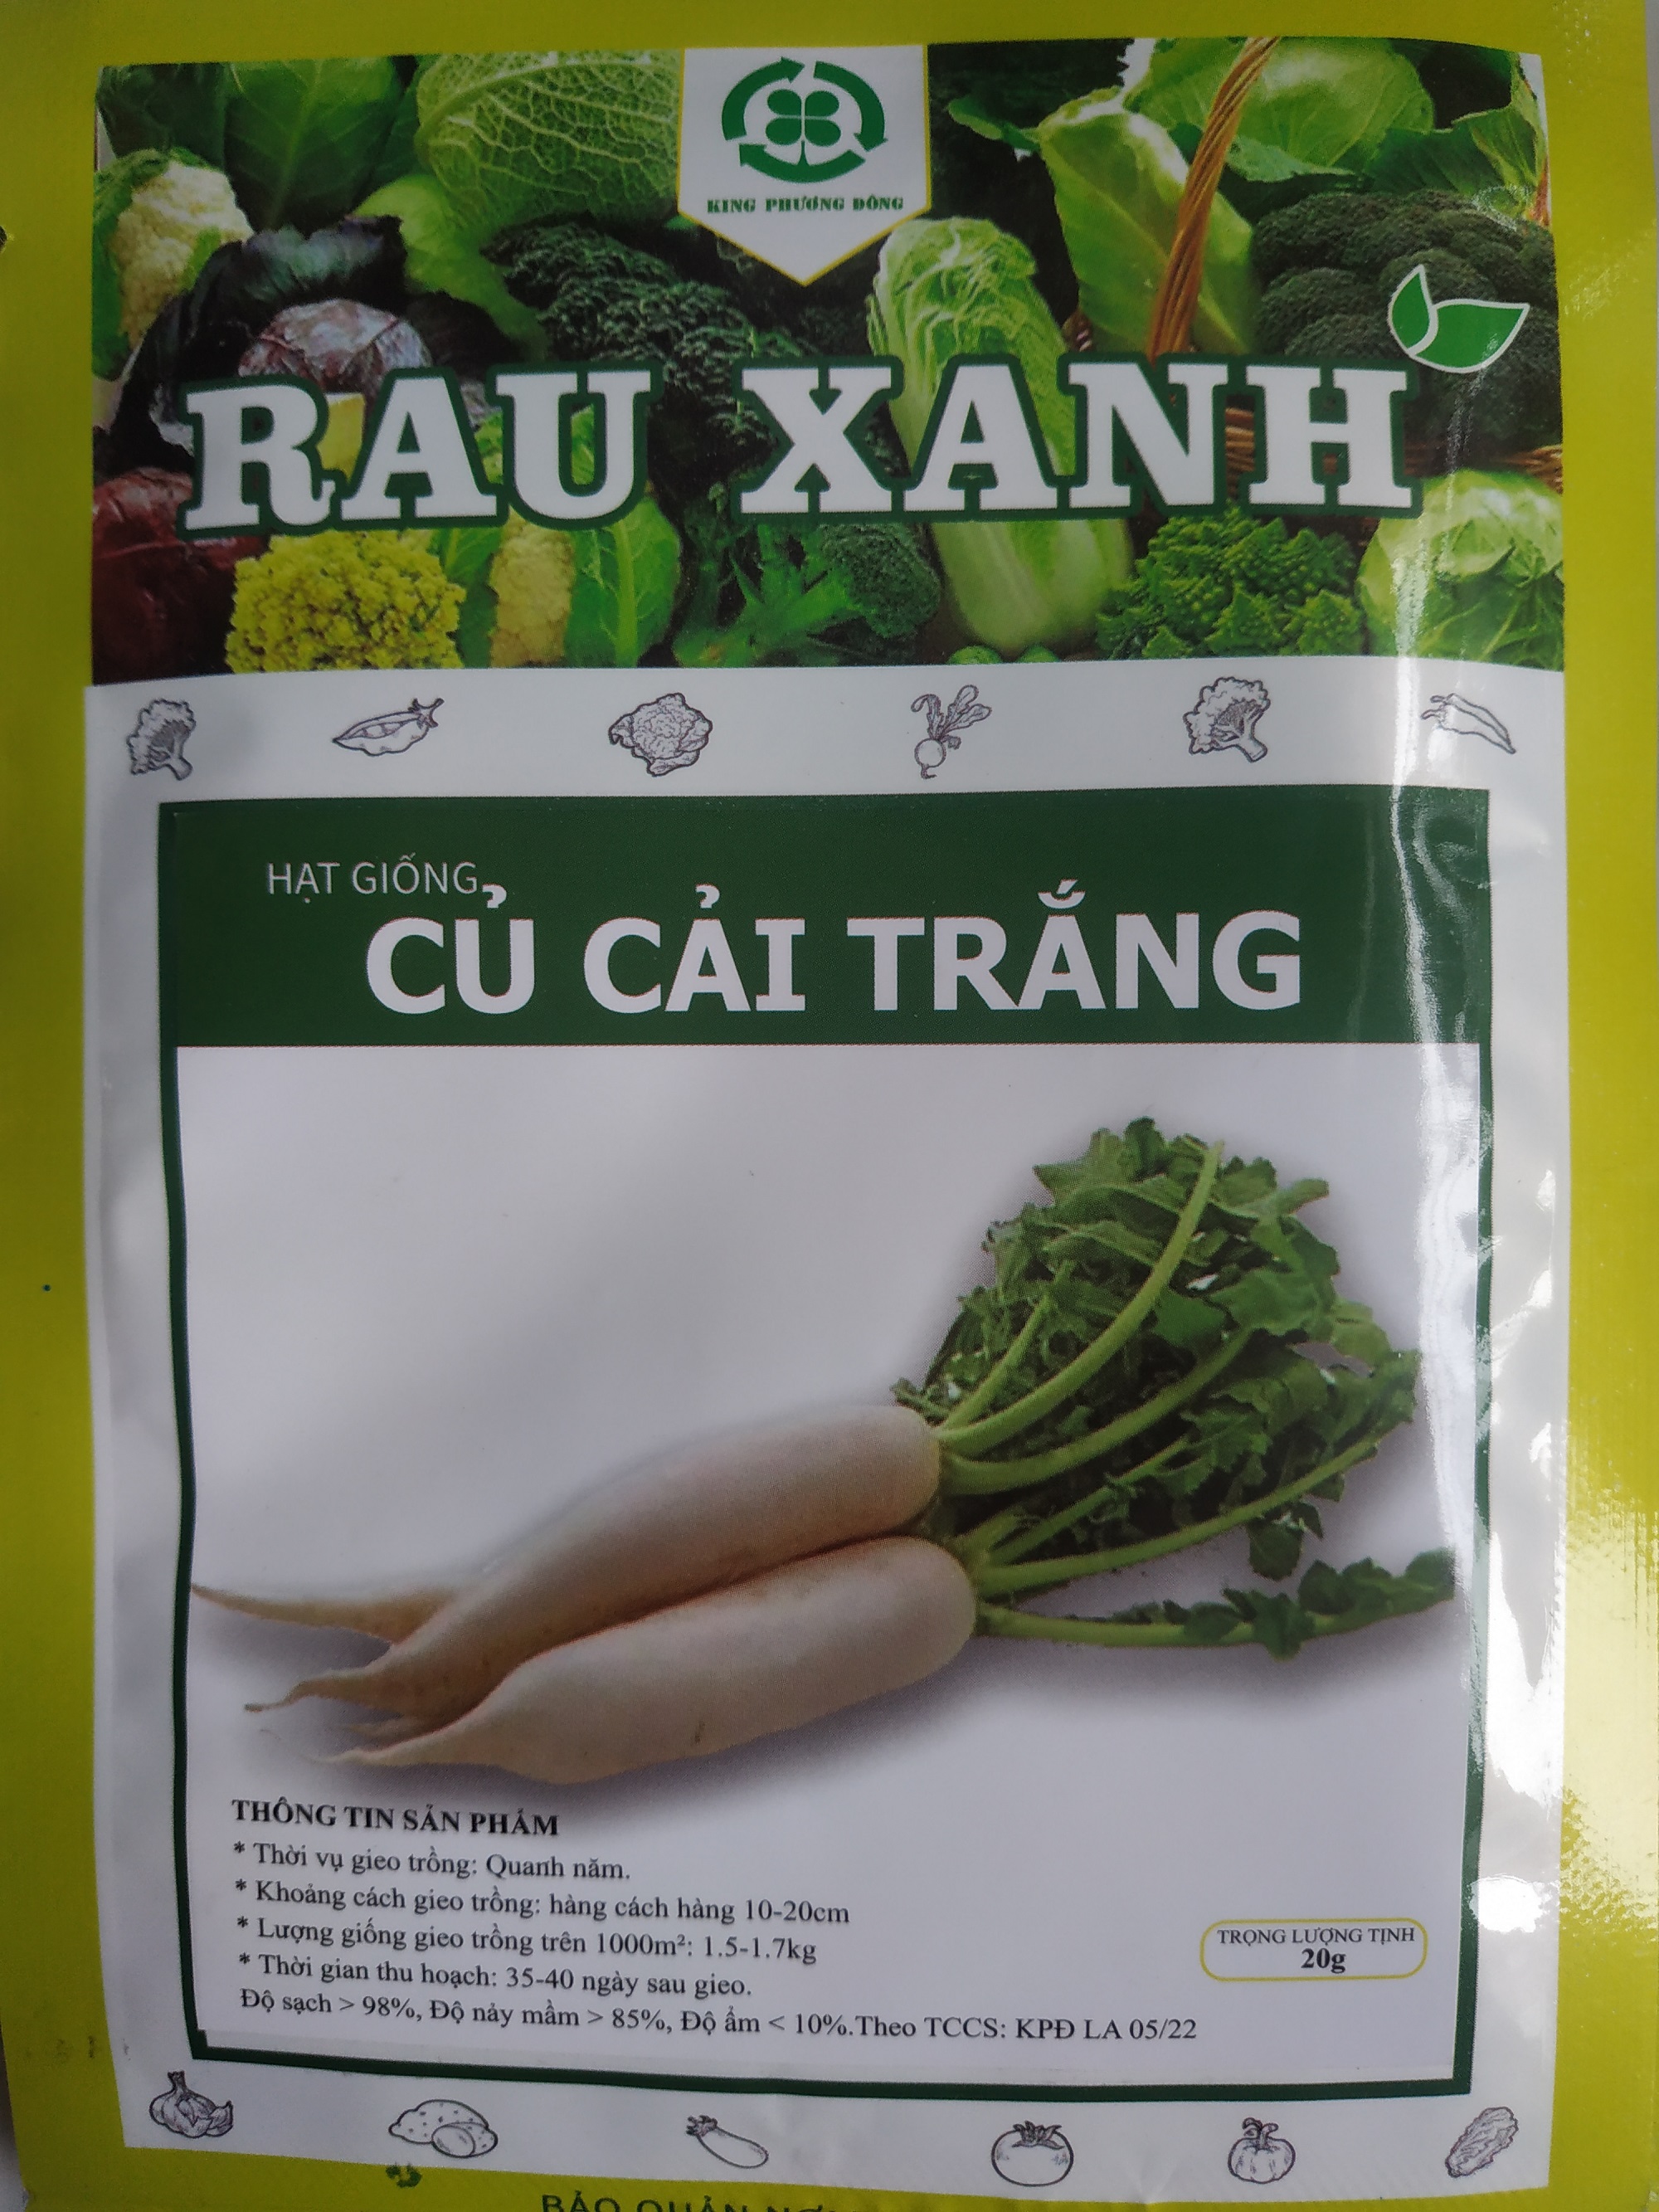 KING PHƯƠNG ĐÔNG
RAU XANH
HẠT GIỐNG
CỦ CẢI TRẮNG
THÔNG TIN SẢN PHẨM
* Thời vụ gieo trồng: Quanh năm.
* Khoảng cách gieo trồng: hàng cách hàng 10-20cm
* Lượng giống gieo trồng trên 1000m²: 1.5-1.7kg
* Thời gian thu hoạch: 35-40 ngày sau gieo.
Độ sạch > 98%, Độ nảy mầm > 85%, Độ ẩm < 10%.Theo TCCS: KPĐ LA 05/22
TRỌNG LƯỢNG TỊNH
20g
BẢO QUẢN